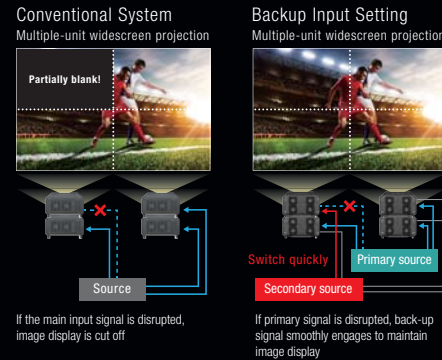 Conventional System
Multiple-unit widescreen projection
Partially blank!
Source
If the main input signal is disrupted,
image display is cut off
Backup Input Setting
Multiple-unit widescreen projection
Switch quickly
Primary source
Secondary source
If primary signal is disrupted, back-up
signal smoothly engages to maintain
image display